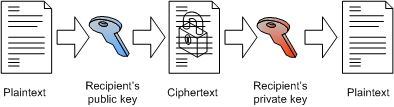 Plaintext
Recipient's
public key
Ciphertext
Recipient's
private key
Plaintext